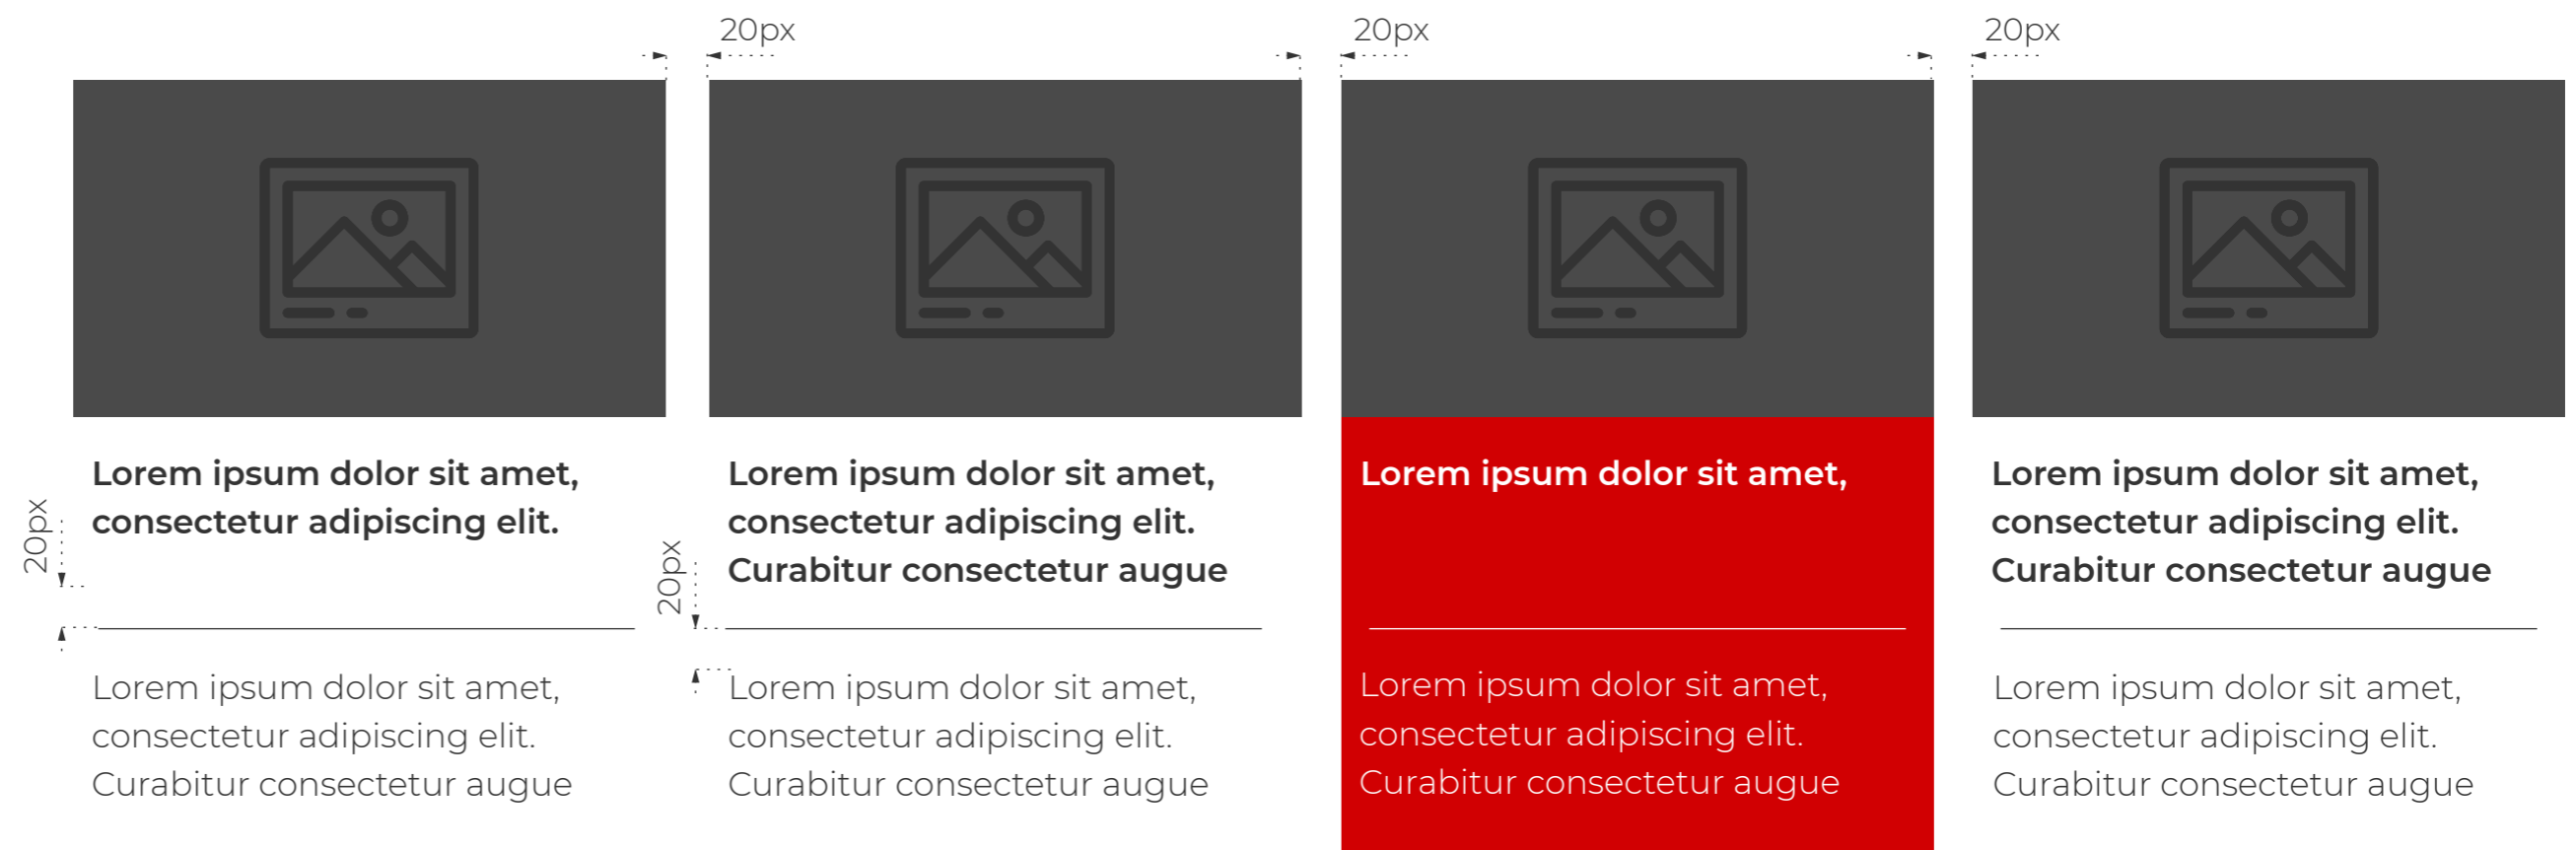 20px
20px
20px
Lorem ipsum dolor sit amet,
consectetur adipiscing elit.
20px
Lorem ipsum dolor sit amet,
consectetur adipiscing elit.
Curabitur consectetur augue
Lorem ipsum dolor sit amet,
consectetur adipiscing elit.
Curabitur consectetur augue
20px
Lorem ipsum dolor sit amet,
consectetur adipiscing elit.
Curabitur consectetur augue
Lorem ipsum dolor sit amet,
Lorem ipsum dolor sit amet,
consectetur adipiscing elit.
Curabitur consectetur augue
Lorem ipsum dolor sit amet,
consectetur adipiscing elit.
Curabitur consectetur augue
Lorem ipsum dolor sit amet,
consectetur adipiscing elit.
Curabitur consectetur augue